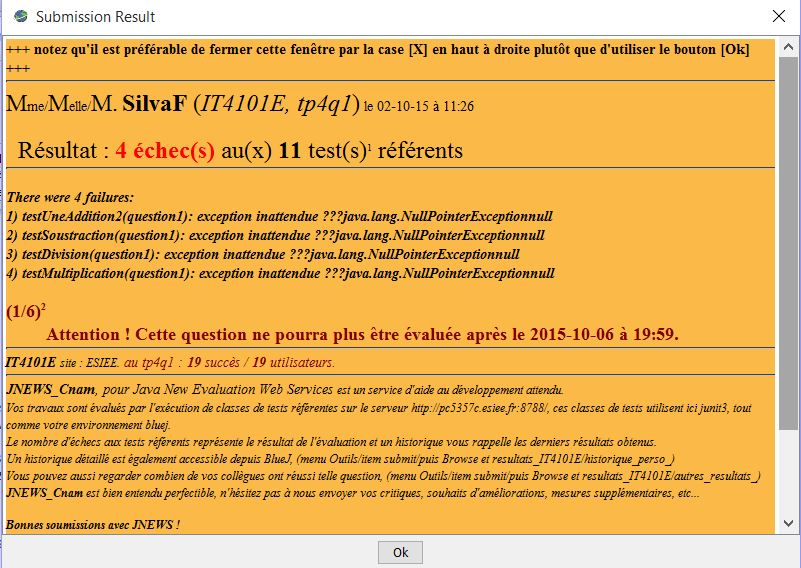 Submission Result
+++ notez qu'il est préférable de fermer cette fenêtre par la case [X] en haut à droite plutôt que d'utiliser le bouton [Ok]
+++
Mme/Melle/M. SilvaF (IT4101E, tp4q1) le 02-10-15 à 11:26
Résultat : 4 échec(s) au(x) 11 test(s)¹ référents
There were 4 failures:
1) testUneAddition2(question1): exception inattendue ???java.lang.NullPointerExceptionnull
2) testSoustraction(question1): exception inattendue ???java.lang.NullPointerExceptionnull
3) testDivision(question1): exception inattendue ???java.lang.NullPointerExceptionnull
4) testMultiplication(question1): exception inattendue ???java.lang.NullPointerExceptionnull
(1/6)²
Attention ! Cette question ne pourra plus être évaluée après le 2015-10-06 à 19:59.
IT4101E site : ESIEE. au tp4q1 : 19 succès / 19 utilisateurs.
JNEWS_Cnam, pour Java New Evaluation Web Services est un service d'aide au développement attendu.
Vos travaux sont évalués par l'exécution de classes de tests référentes sur le serveur http://pc5357c.esiee.fr:8788/, ces classes de tests utilisent ici junit3, tout
comme votre environnement bluej.
Le nombre d'échecs aux tests référents représente le résultat de l'évaluation et un historique vous rappelle les derniers résultats obtenus.
Un historique détaillé est également accessible depuis BlueJ, (menu Outils/item submit/puis Browse et resultats_IT4101E/historique_perso_)
Vous pouvez aussi regarder combien de vos collègues ont réussi telle question, (menu Outils/item submit/puis Browse et resultats_IT4101E/autres_resultats_)
JNEWS_Cnam est bien entendu perfectible, n'hésitez pas à nous envoyer vos critiques, souhaits d'améliorations, mesures supplémentaires, etc...
Bonnes soumissions avec JNEWS !
Ok